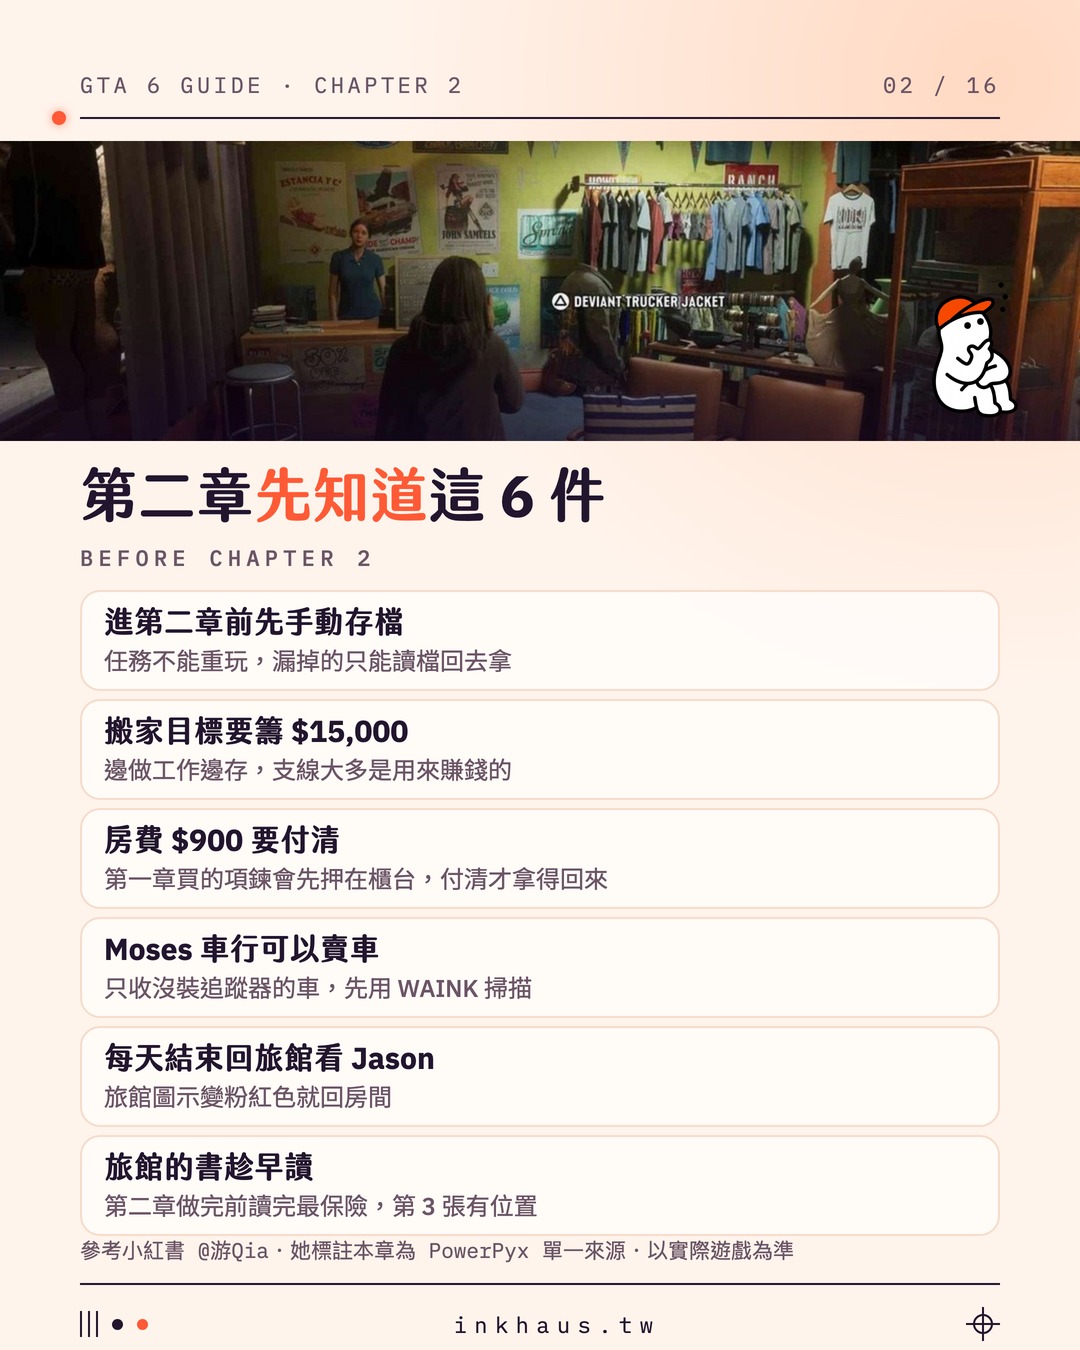 GTA 6 GUIDE · CHAPTER 2
02 / 16
ESTANCIA Y Cª
JOHN SAMUELS
RANCH
RODEO
DEVIANT TRUCKER JACKET
第二章先知道這 6 件
BEFORE CHAPTER 2
進第二章前先手動存檔
任務不能重玩，漏掉的只能讀檔回去拿
搬家目標要籌 $15,000
邊做工作邊存，支線大多是用來賺錢的
房費 $900 要付清
第一章買的項鍊會先押在櫃台，付清才拿得回來
Moses 車行可以賣車
只收沒裝追蹤器的車，先用 WAINK 掃描
每天結束回旅館看 Jason
旅館圖示變粉紅色就回房間
旅館的書趁早讀
第二章做完前讀完最保險，第 3 張有位置
參考小紅書 @游Qia · 她標註本章為 PowerPyx 單一來源 · 以實際遊戲為準
inkhaus.tw